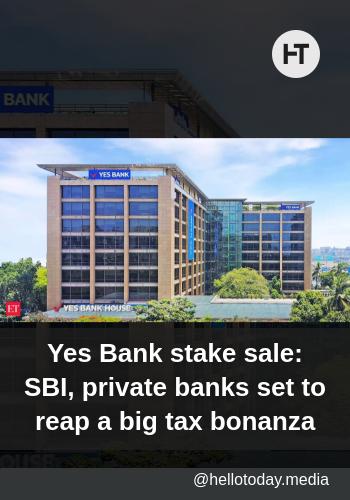 HT
BANK
YES BANK
YES BANK
ET
YES BANK HOUSE
Yes Bank stake sale:
SBI, private banks set to
reap a big tax bonanza
OUSE
@hellotoday.media